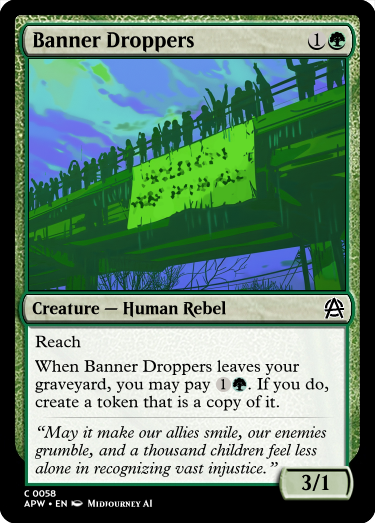 Banner Droppers 1
Creature — Human Rebel
Reach
When Banner Droppers leaves your
graveyard, you may pay 1. If you do,
create a token that is a copy of it.
“May it make our allies smile, our enemies
grumble, and a thousand children feel less
alone in recognizing vast injustice.”
3/1
C 0058
APW • EN Midjourney AI